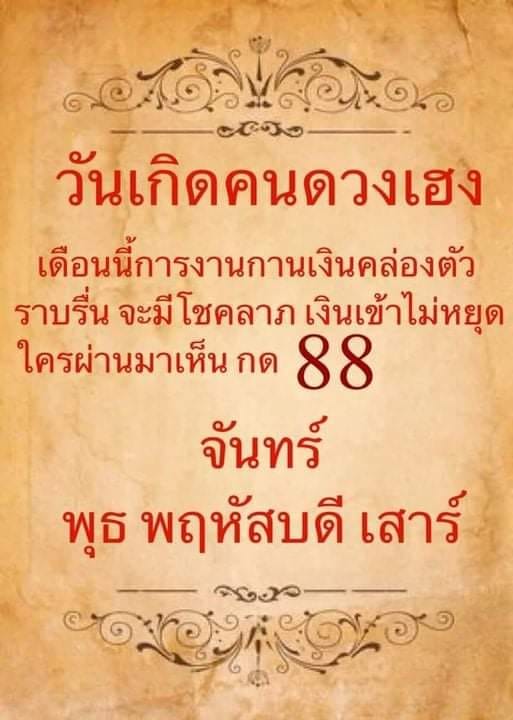 วันเกิดคนดวงเฮง
เดือนนี้การงานกานเงินคล่องตัว
ราบรื่น จะมีโชคลาภ เงินเข้าไม่หยุด
ใครผ่านมาเห็น กด 88
จันทร์
พุธ พฤหัสบดี เสาร์